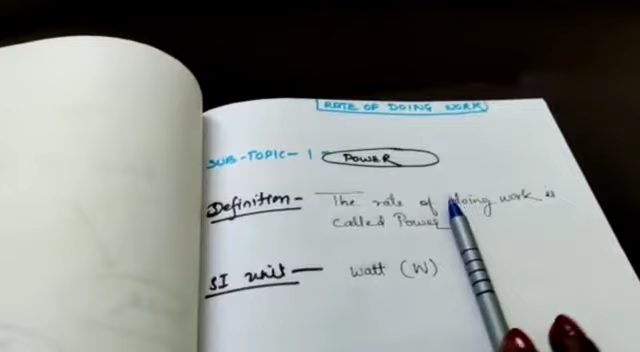 RATE OF DOING WORK
SUB-TOPIC-1 POWER
Definition- The rate of doing work is
called Power
SI unit- Watt (W)